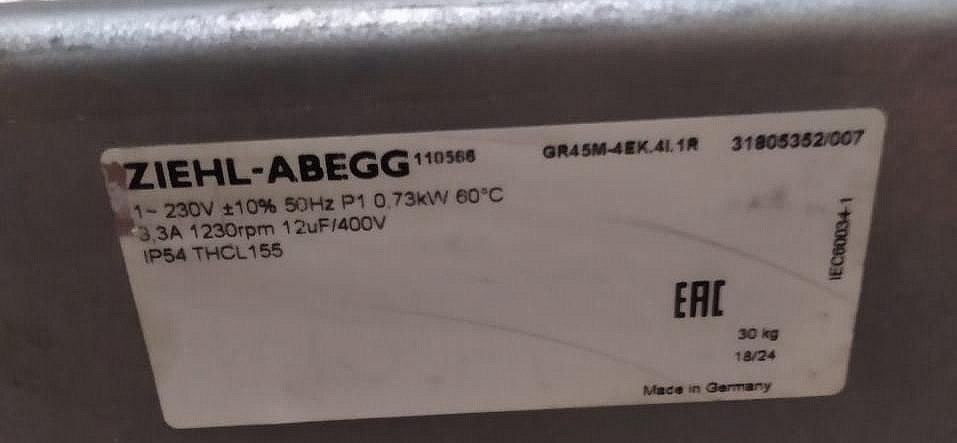 ZIEHL-ABEGG 110566 GR45M-4EK.4I.1R 31805352/007
1~ 230V ±10% 50Hz P1 0,73kW 60°C
3,3A 1230rpm 12uF/400V
IP54 THCL155
IEC60034-1
EAC
30 kg
18/24
Made in Germany